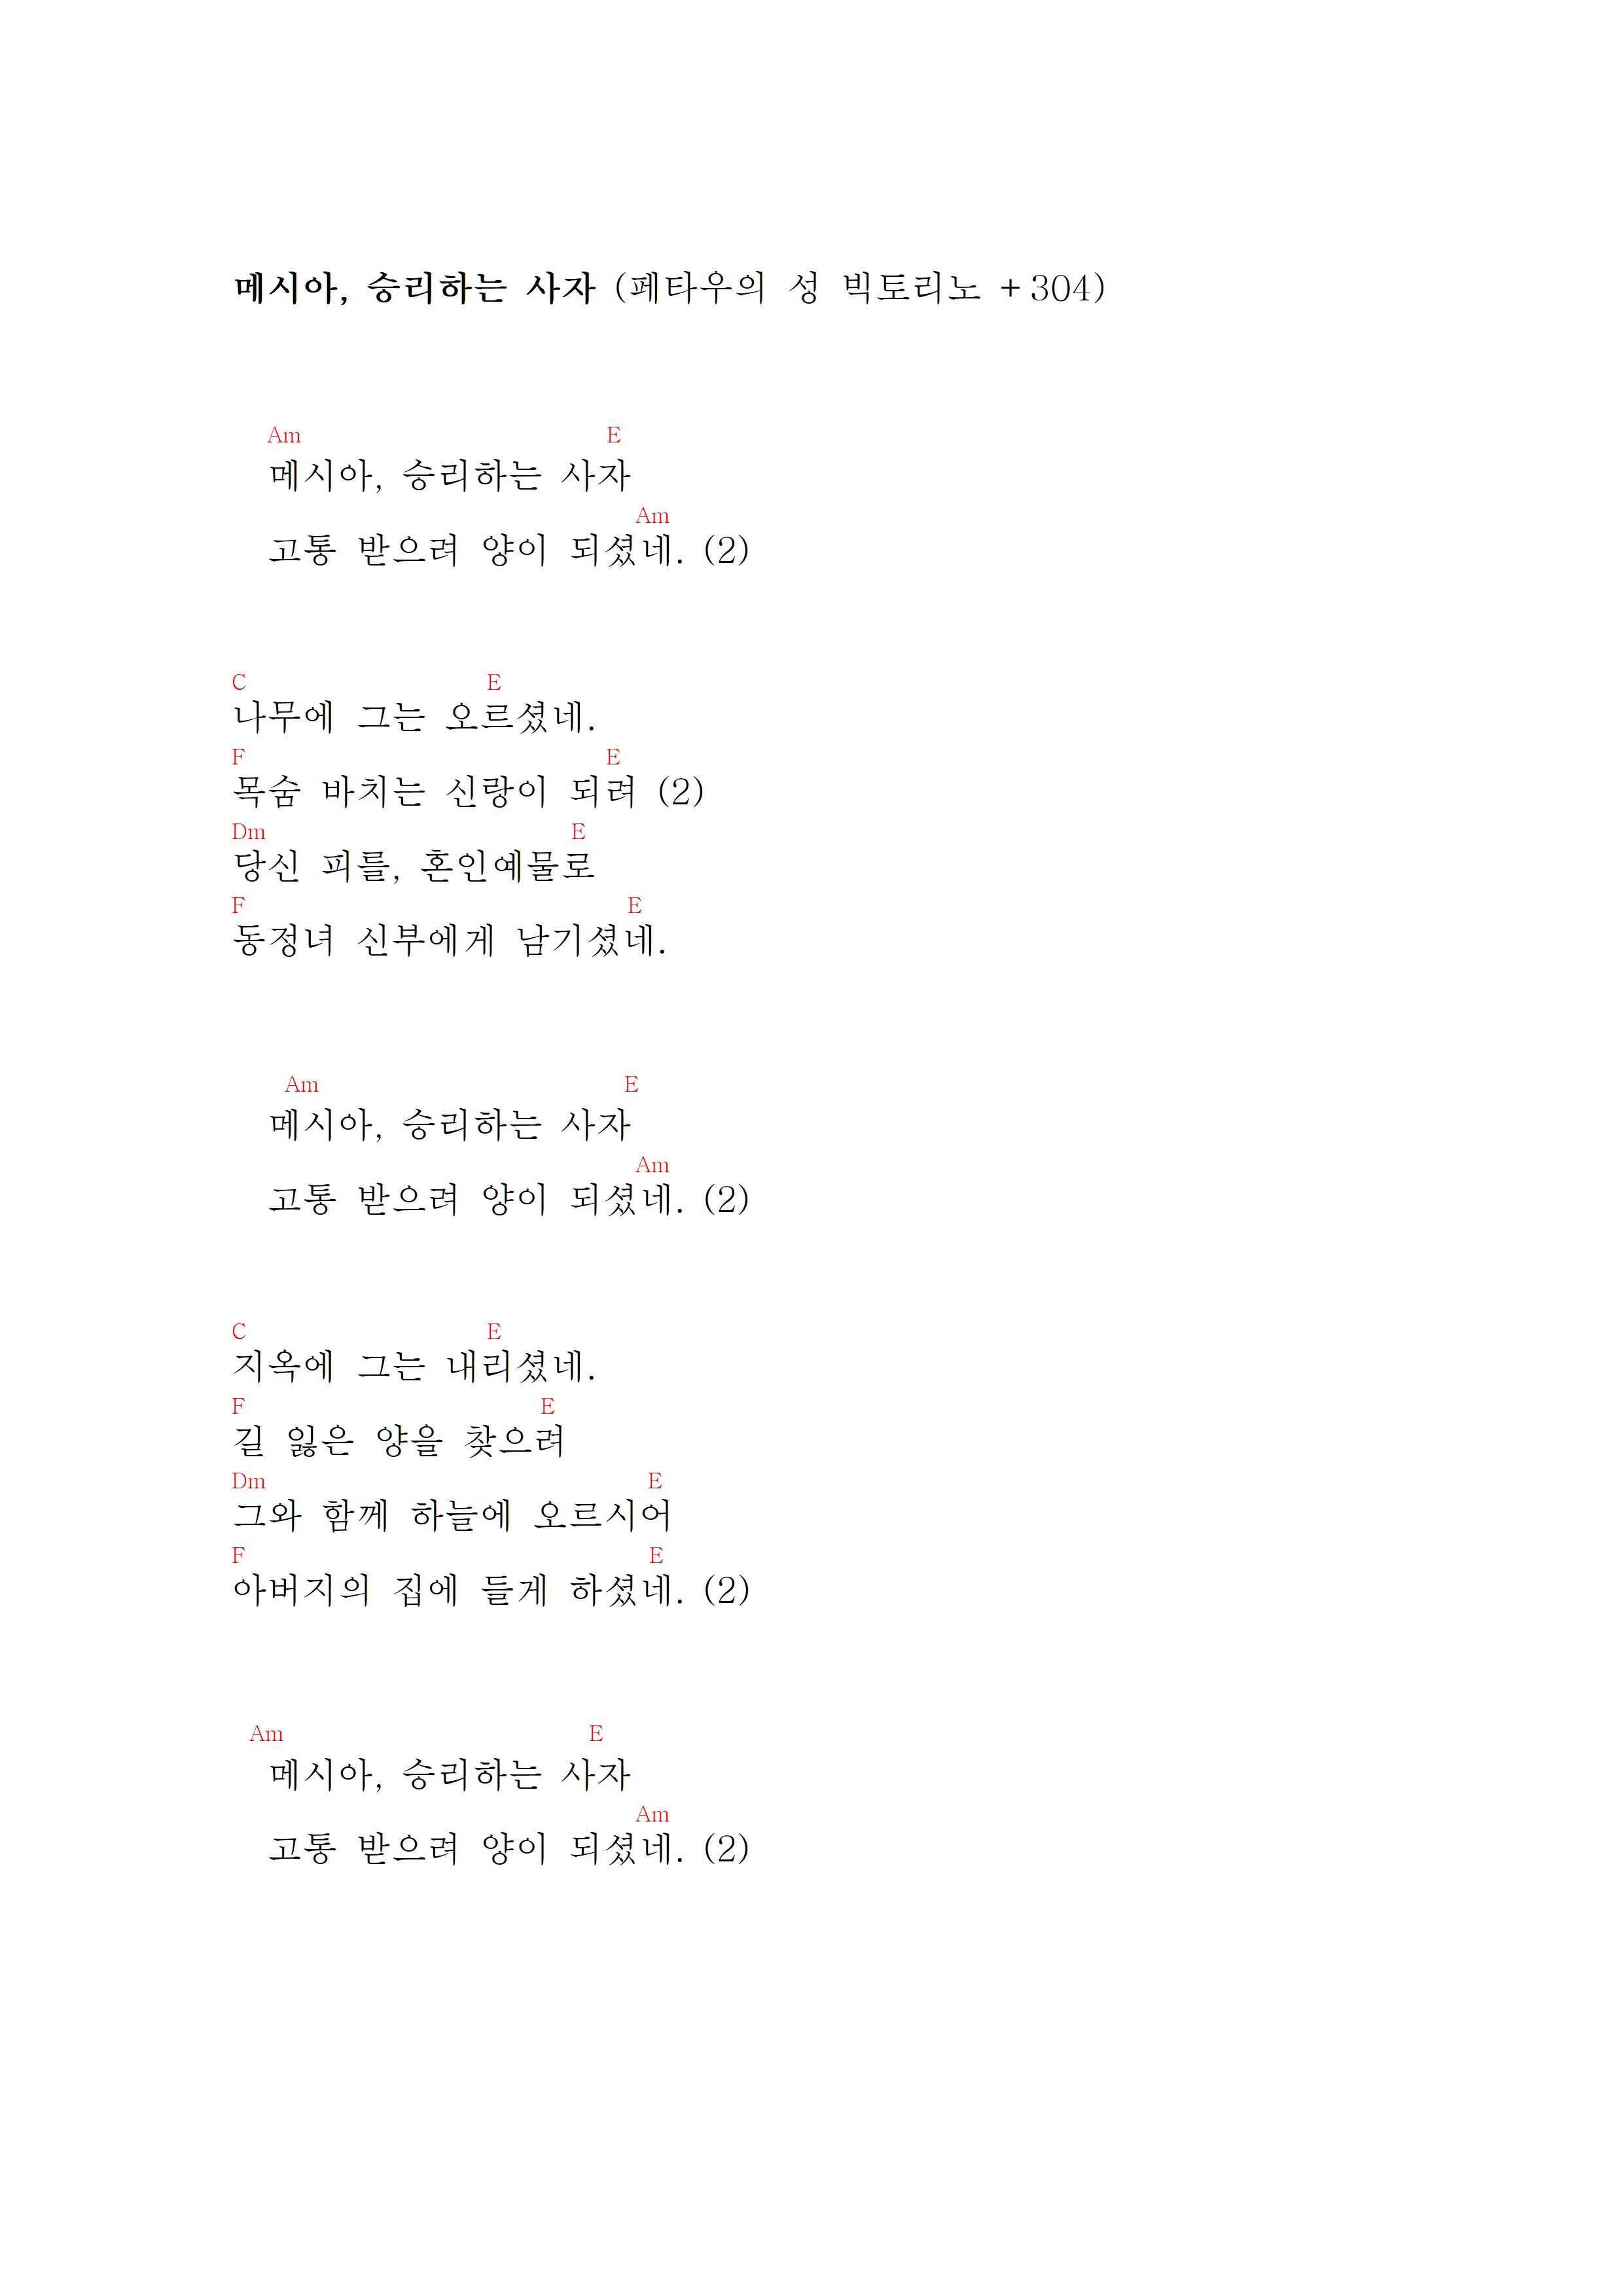 메시아, 승리하는 사자 (페타우의 성 빅토리노 +304)
Am E
메시아, 승리하는 사자
Am
고통 받으려 양이 되셨네. (2)
C E
나무에 그는 오르셨네.
F E
목숨 바치는 신랑이 되려 (2)
Dm E
당신 피를, 혼인예물로
F E
동정녀 신부에게 남기셨네.
Am E
메시아, 승리하는 사자
Am
고통 받으려 양이 되셨네. (2)
C E
지옥에 그는 내리셨네.
F E
길 잃은 양을 찾으려
Dm E
그와 함께 하늘에 오르시어
F E
아버지의 집에 들게 하셨네. (2)
Am E
메시아, 승리하는 사자
Am
고통 받으려 양이 되셨네. (2)